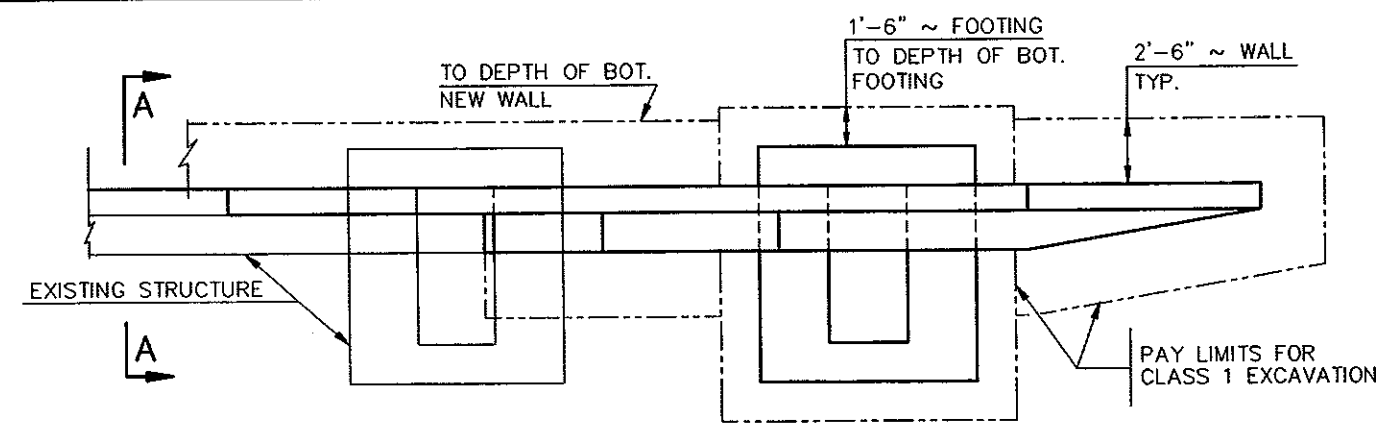 1'-6" ~ FOOTING
TO DEPTH OF BOT.
FOOTING
2'-6" ~ WALL
TYP.
TO DEPTH OF BOT.
NEW WALL
A
EXISTING STRUCTURE
A
PAY LIMITS FOR
CLASS 1 EXCAVATION